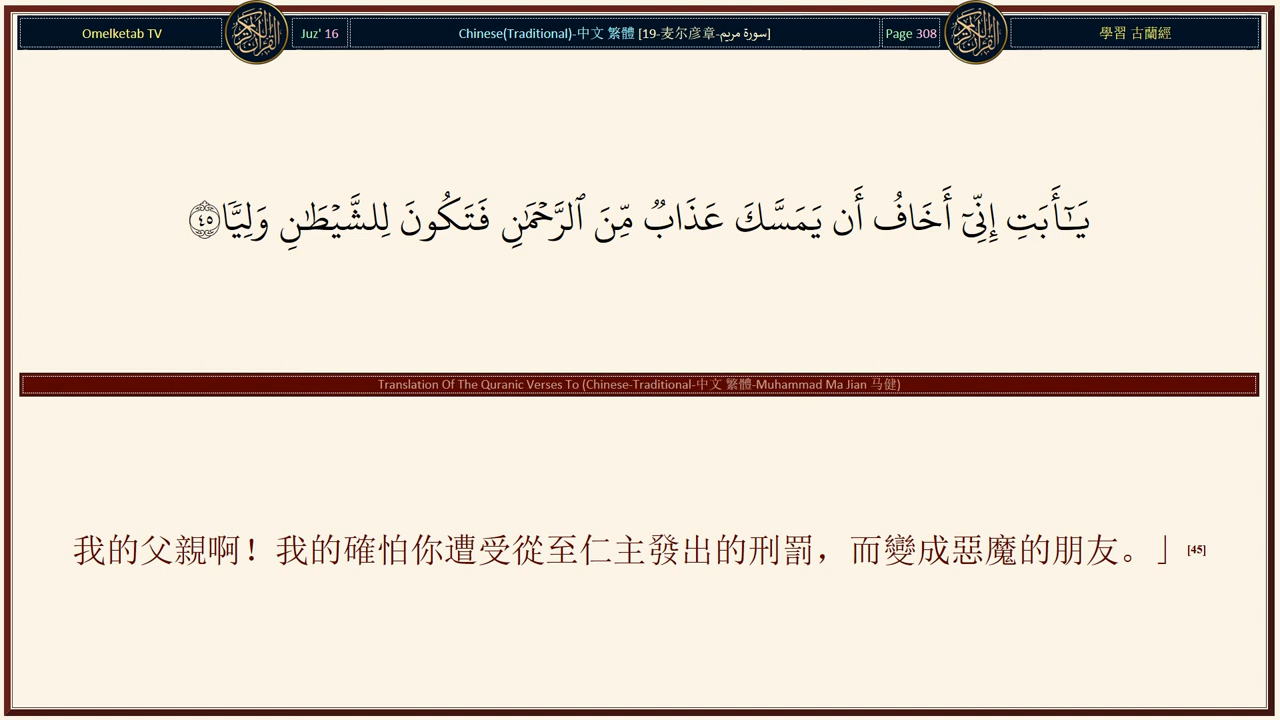 Omelketab TV
Juz' 16
Chinese(Traditional)-中文 繁體 [19-麦尔彦章-سورة مريم]
Page 308
學習 古蘭經
يَـٰٓأَبَتِ إِنِّىٓ أَخَافُ أَن يَمَسَّكَ عَذَابٌ مِّنَ ٱلرَّحْمَـٰنِ فَتَكُونَ لِلشَّيْطَـٰنِ وَلِيًّا ٤٥
Translation Of The Quranic Verses To (Chinese-Traditional-中文 繁體-Muhammad Ma Jian 马健)
我的父親啊！我的確怕你遭受從至仁主發出的刑罰，而變成惡魔的朋友。」[45]